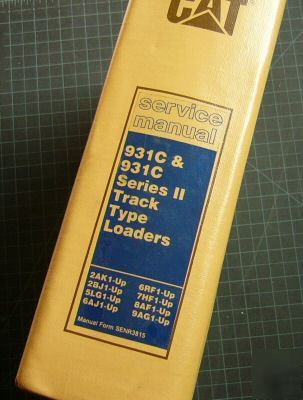 CAT
service
manual
931C &
931C
Series II
Track
Type
Loaders
2AK1-Up 6RF1-Up
2BJ1-Up 7HF1-Up
5LG1-Up 8AF1-Up
6AJ1-Up 9AG1-Up
Manual Form SENR3815